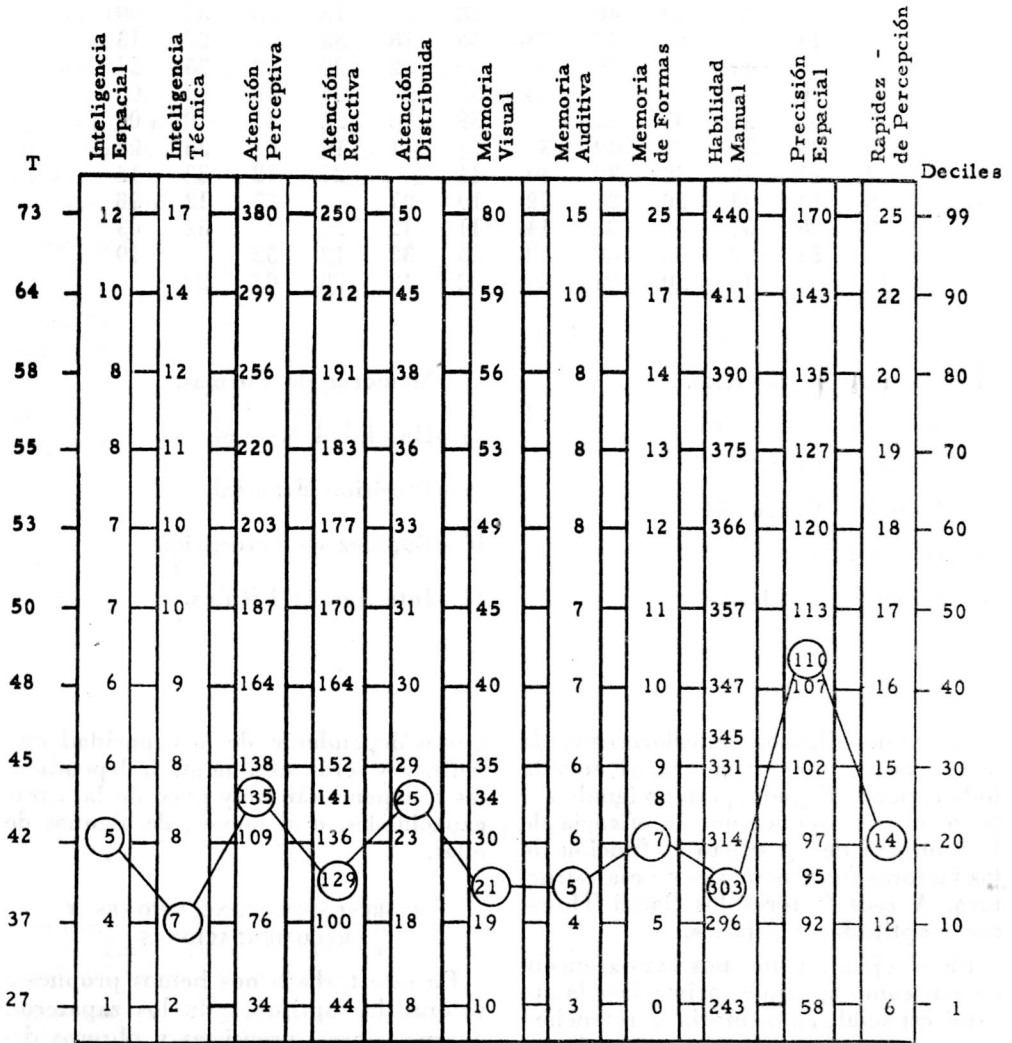 Inteligencia
Espacial
Inteligencia
Técnica
Atención
Perceptiva
Atención
Reactiva
Atención
Distribuida
Memoria
Visual
Memoria
Auditiva
Memoria
de Formas
Habilidad
Manual
Precisión
Espacial
Rapidez -
de Percepción
T Deciles
73 12 17 380 250 50 80 15 25 440 170 25 99
64 10 14 299 212 45 59 10 17 411 143 22 90
58 8 12 256 191 38 56 8 14 390 135 20 80
55 8 11 220 183 36 53 8 13 375 127 19 70
53 7 10 203 177 33 49 8 12 366 120 18 60
50 7 10 187 170 31 45 7 11 357 113 17 50
110
48 6 9 164 164 30 40 7 10 347 107 16 40
345
45 6 8 138 152 29 35 6 9 331 102 15 30
135 141 25 34
42 5 8 109 136 23 30 6 7 314 97 14 20
129 21 5 303 95
37 4 7 76 100 18 19 4 5 296 92 12 10
27 1 2 34 44 8 10 3 0 243 58 6 1